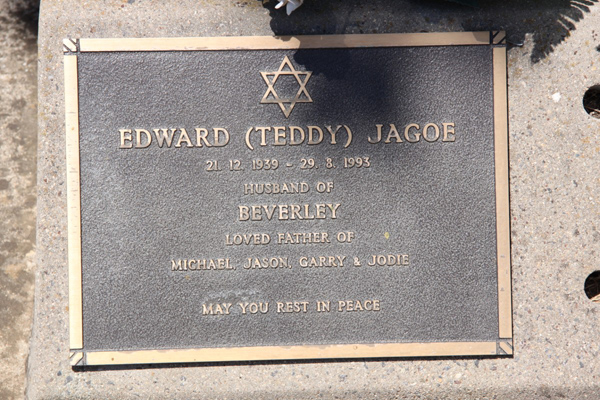 EDWARD (TEDDY) JAGOE
21. 12. 1939 - 29. 8. 1993
HUSBAND OF
BEVERLEY
LOVED FATHER OF
MICHAEL, JASON, GARRY & JODIE
MAY YOU REST IN PEACE